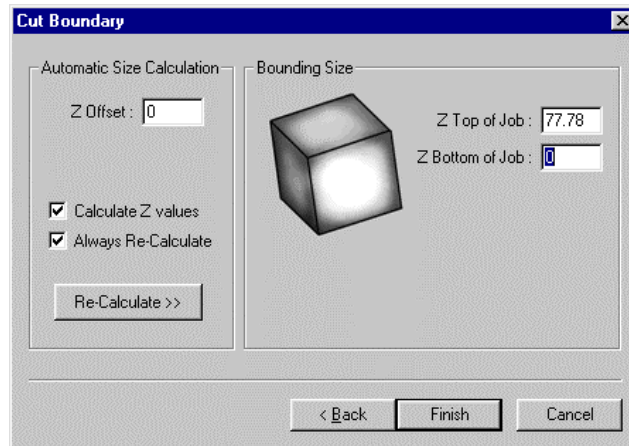 Cut Boundary
Automatic Size Calculation
Z Offset : 0
Calculate Z values
Always Re-Calculate
Re-Calculate >>
Bounding Size
Z Top of Job : 77.78
Z Bottom of Job : 0
< Back
Finish
Cancel